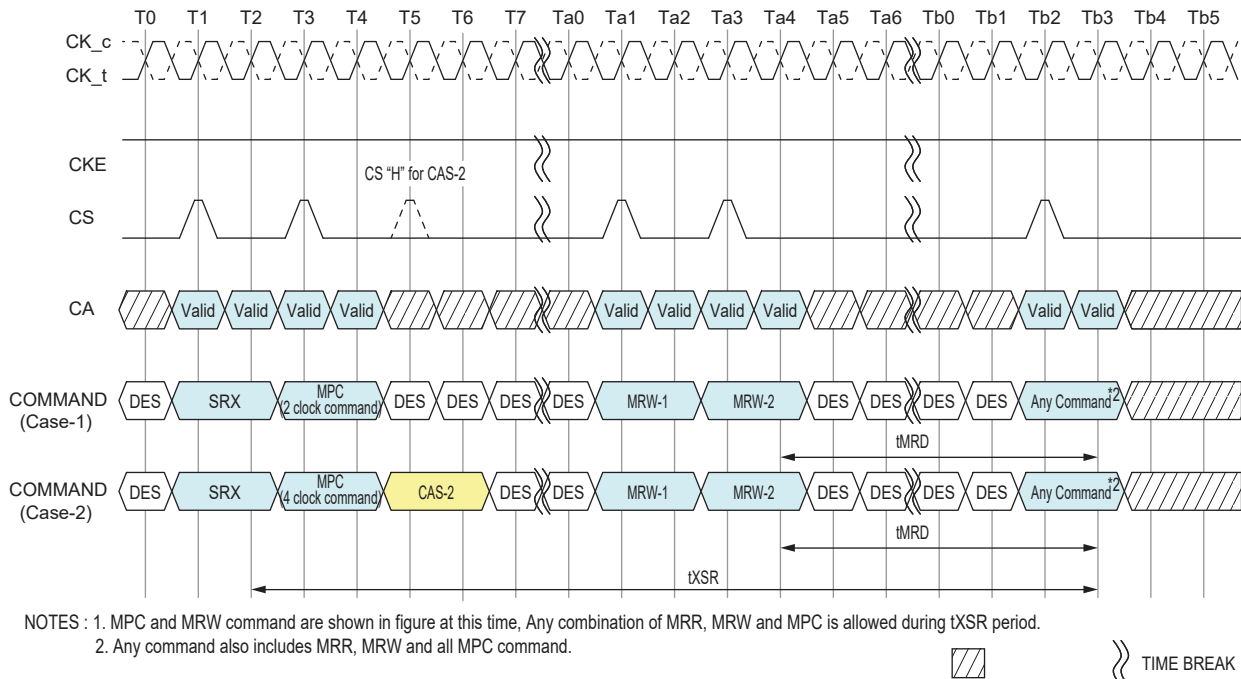 T0 T1 T2 T3 T4 T5 T6 T7 Ta0 Ta1 Ta2 Ta3 Ta4 Ta5 Ta6 Tb0 Tb1 Tb2 Tb3 Tb4 Tb5
CK_c
CK_t
CKE
CS "H" for CAS-2
CS
CA
Valid Valid Valid Valid Valid Valid Valid Valid Valid Valid
COMMAND
(Case-1)
DES SRX MPC (2 clock command) DES DES DES DES MRW-1 MRW-2 DES DES DES DES Any Command*2
tMRD
COMMAND
(Case-2)
DES SRX MPC (4 clock command) CAS-2 DES DES MRW-1 MRW-2 DES DES DES DES Any Command*2
tMRD
tXSR
NOTES : 1. MPC and MRW command are shown in figure at this time, Any combination of MRR, MRW and MPC is allowed during tXSR period.
2. Any command also includes MRR, MRW and all MPC command.
TIME BREAK